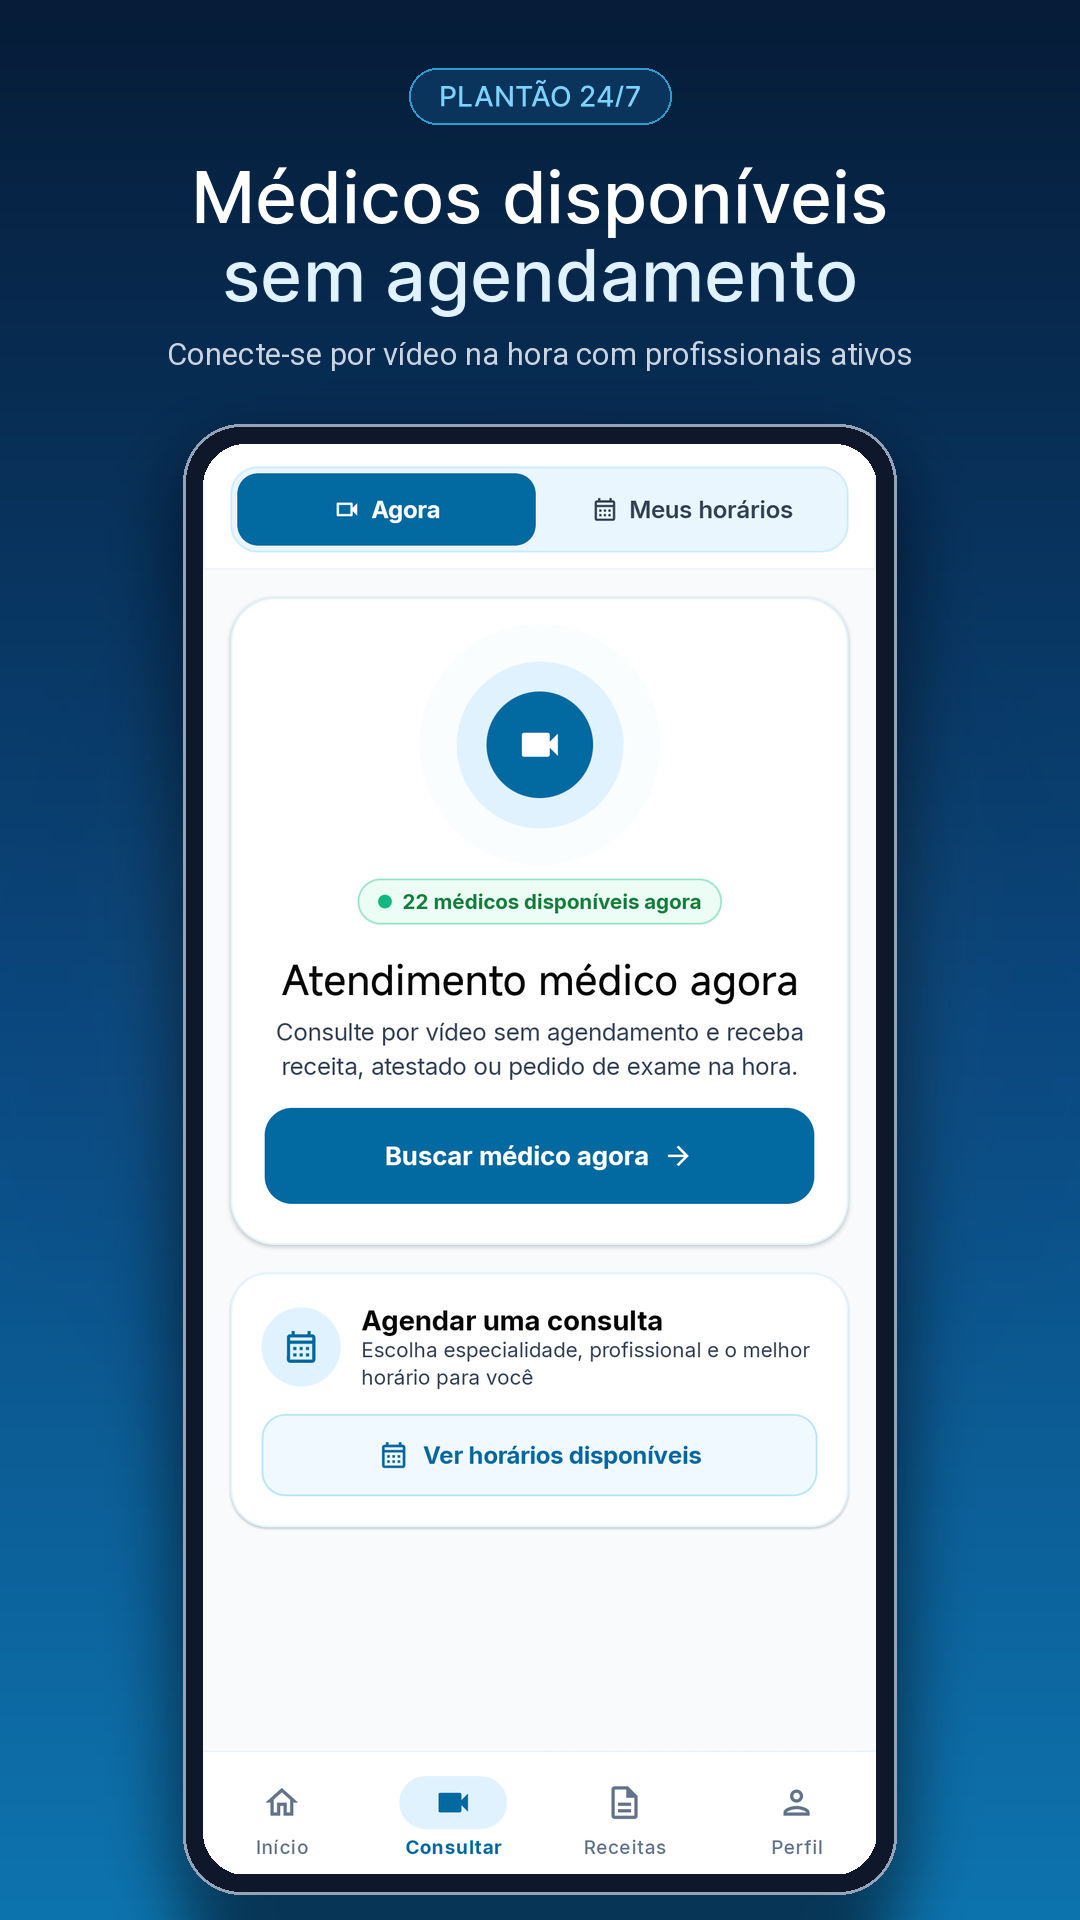 PLANTÃO 24/7
Médicos disponíveis
sem agendamento
Conecte-se por vídeo na hora com profissionais ativos
Agora
Meus horários
22 médicos disponíveis agora
Atendimento médico agora
Consulte por vídeo sem agendamento e receba
receita, atestado ou pedido de exame na hora.
Buscar médico agora →
Agendar uma consulta
Escolha especialidade, profissional e o melhor
horário para você
Ver horários disponíveis
Início
Consultar
Receitas
Perfil